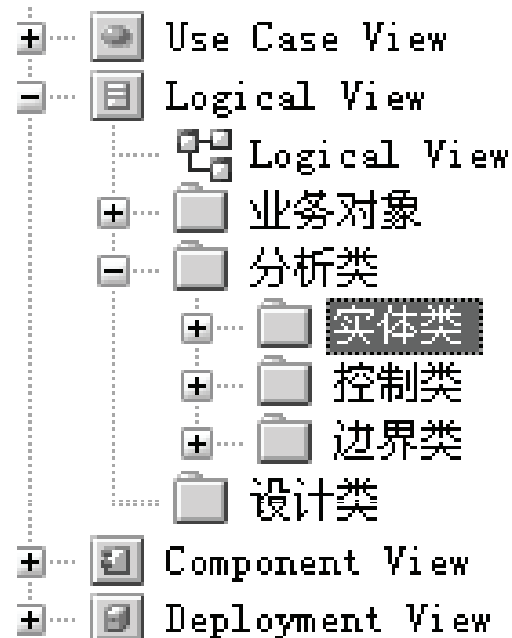 Use Case View
Logical View
Logical View
业务对象
分析类
实体类
控制类
边界类
设计类
Component View
Deployment View